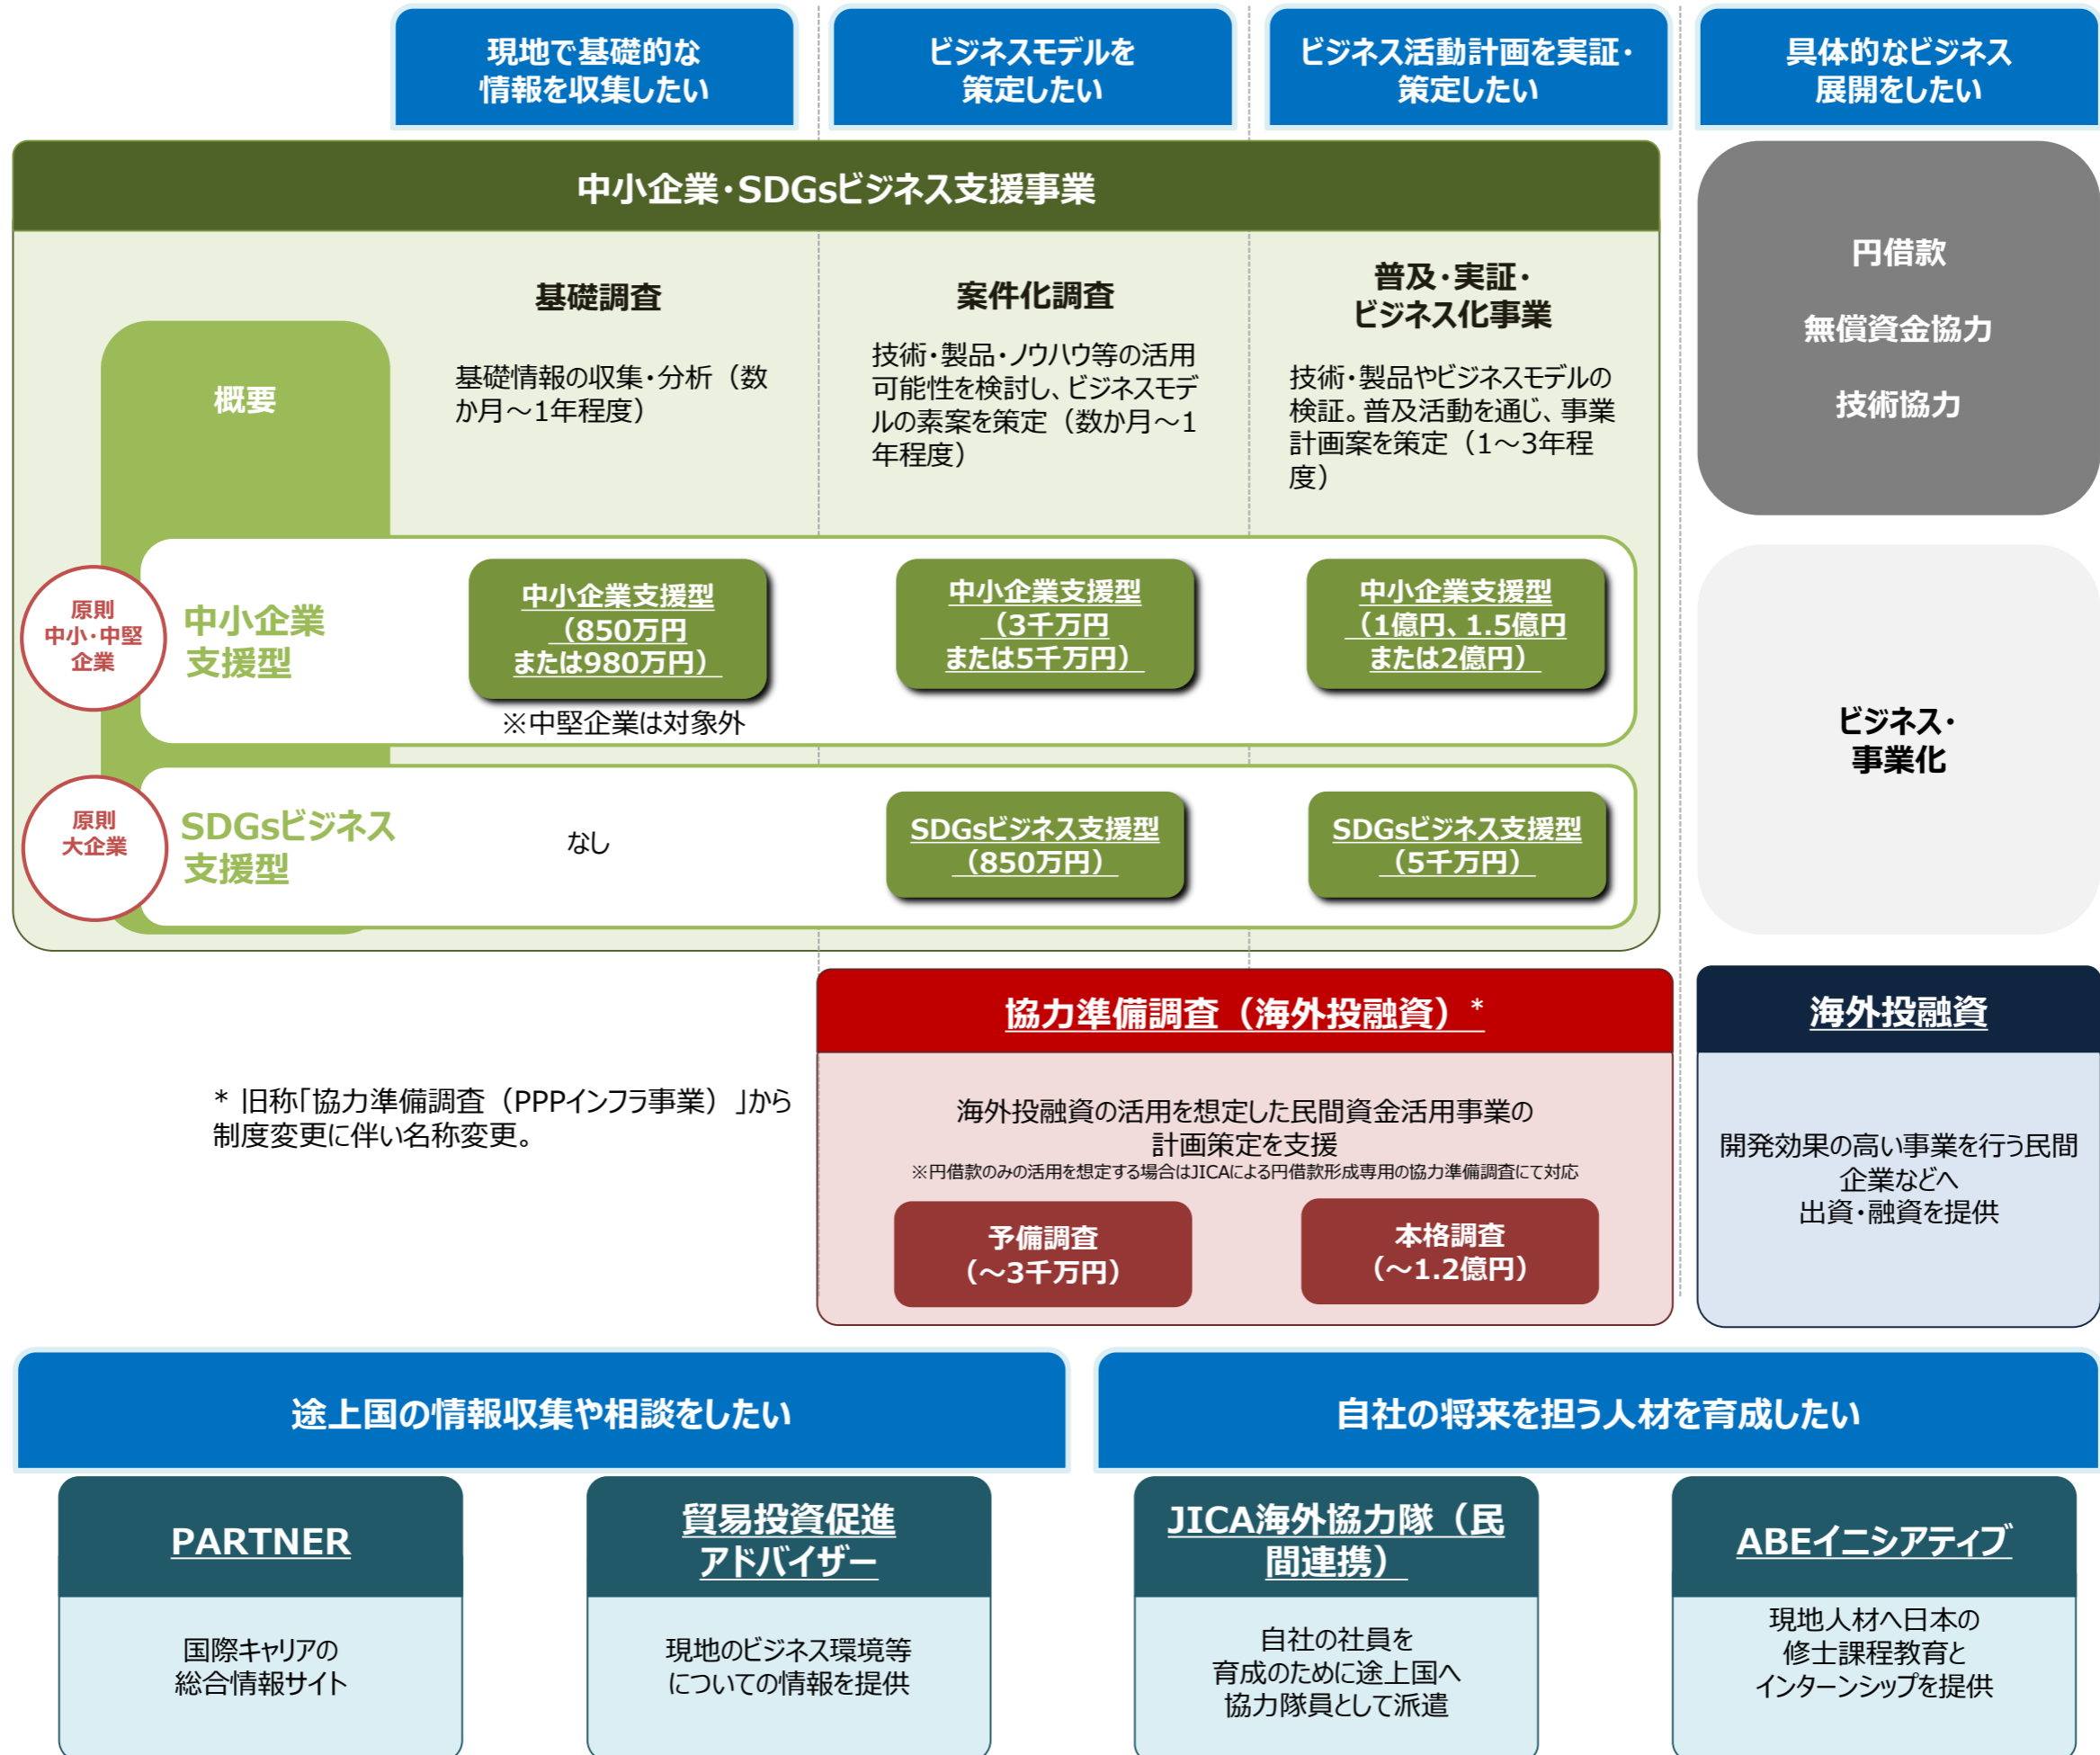 現地で基礎的な
情報を収集したい
ビジネスモデルを
策定したい
ビジネス活動計画を実証・
策定したい
具体的なビジネス
展開をしたい
中小企業・SDGsビジネス支援事業
概要
基礎調査
基礎情報の収集・分析（数
か月～1年程度）
案件化調査
技術・製品・ノウハウ等の活用
可能性を検討し、ビジネスモデ
ルの素案を策定（数か月～1
年程度）
普及・実証・
ビジネス化事業
技術・製品やビジネスモデルの
検証。普及活動を通じ、事業
計画案を策定（1～3年程
度）
円借款
無償資金協力
技術協力
原則
中小・中堅
企業
中小企業
支援型
中小企業支援型
（850万円
または980万円）
※中堅企業は対象外
中小企業支援型
（3千万円
または5千万円）
中小企業支援型
（1億円、1.5億円
または2億円）
ビジネス・
事業化
原則
大企業
SDGsビジネス
支援型
なし
SDGsビジネス支援型
（850万円）
SDGsビジネス支援型
（5千万円）
* 旧称「協力準備調査（PPPインフラ事業）」から
制度変更に伴い名称変更。
協力準備調査（海外投融資）*
海外投融資の活用を想定した民間資金活用事業の
計画策定を支援
※円借款のみの活用を想定する場合はJICAによる円借款形成専用の協力準備調査にて対応
予備調査
（～3千万円）
本格調査
（～1.2億円）
海外投融資
開発効果の高い事業を行う民間
企業などへ
出資・融資を提供
途上国の情報収集や相談をしたい
自社の将来を担う人材を育成したい
PARTNER
国際キャリアの
総合情報サイト
貿易投資促進
アドバイザー
現地のビジネス環境等
についての情報を提供
JICA海外協力隊（民
間連携）
自社の社員を
育成のために途上国へ
協力隊員として派遣
ABEイニシアティブ
現地人材へ日本の
修士課程教育と
インターンシップを提供